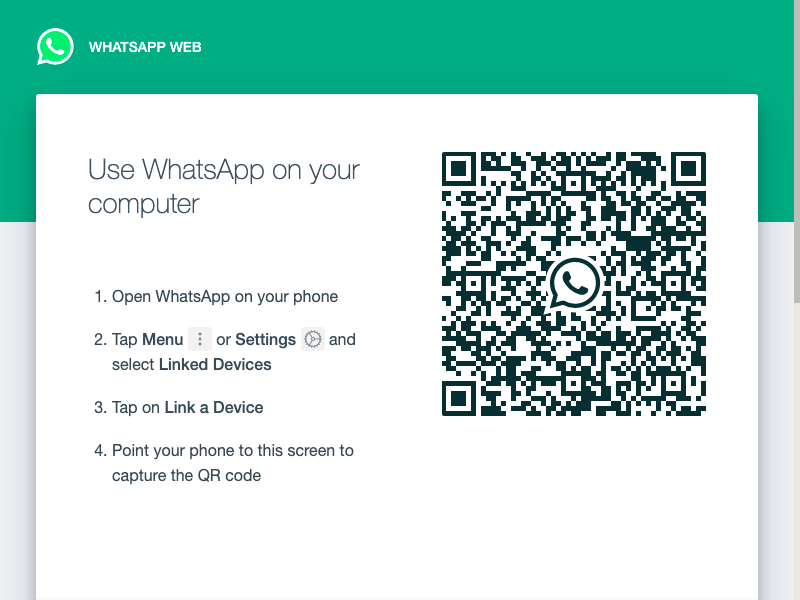 WHATSAPP WEB
Use WhatsApp on your
computer
1. Open WhatsApp on your phone
2. Tap Menu or Settings and
select Linked Devices
3. Tap on Link a Device
4. Point your phone to this screen to
capture the QR code